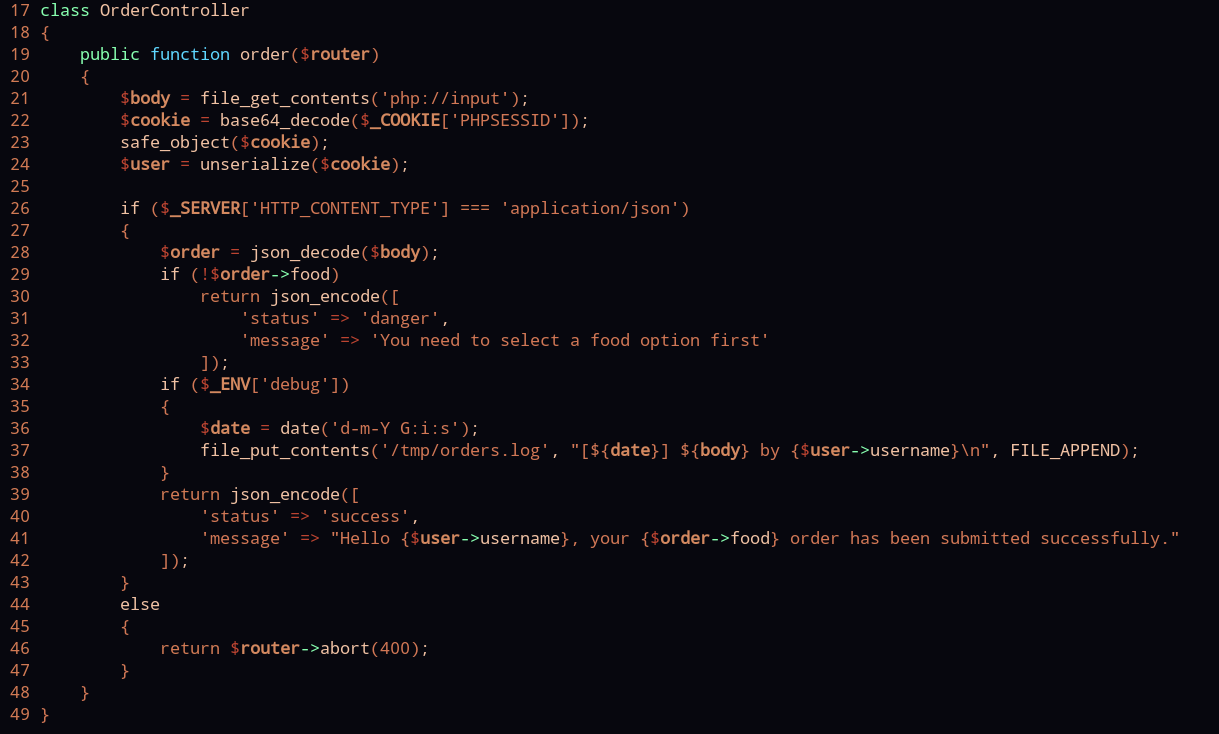 17 class OrderController
18 {
19     public function order($router)
20     {
21         $body = file_get_contents('php://input');
22         $cookie = base64_decode($_COOKIE['PHPSESSID']);
23         safe_object($cookie);
24         $user = unserialize($cookie);
25
26         if ($_SERVER['HTTP_CONTENT_TYPE'] === 'application/json')
27         {
28             $order = json_decode($body);
29             if (!$order->food)
30                 return json_encode([
31                     'status' => 'danger',
32                     'message' => 'You need to select a food option first'
33                 ]);
34             if ($_ENV['debug'])
35             {
36                 $date = date('d-m-Y G:i:s');
37                 file_put_contents('/tmp/orders.log', "[${date}] ${body} by {$user->username}\n", FILE_APPEND);
38             }
39             return json_encode([
40                 'status' => 'success',
41                 'message' => "Hello {$user->username}, your {$order->food} order has been submitted successfully."
42             ]);
43         }
44         else
45         {
46             return $router->abort(400);
47         }
48     }
49 }